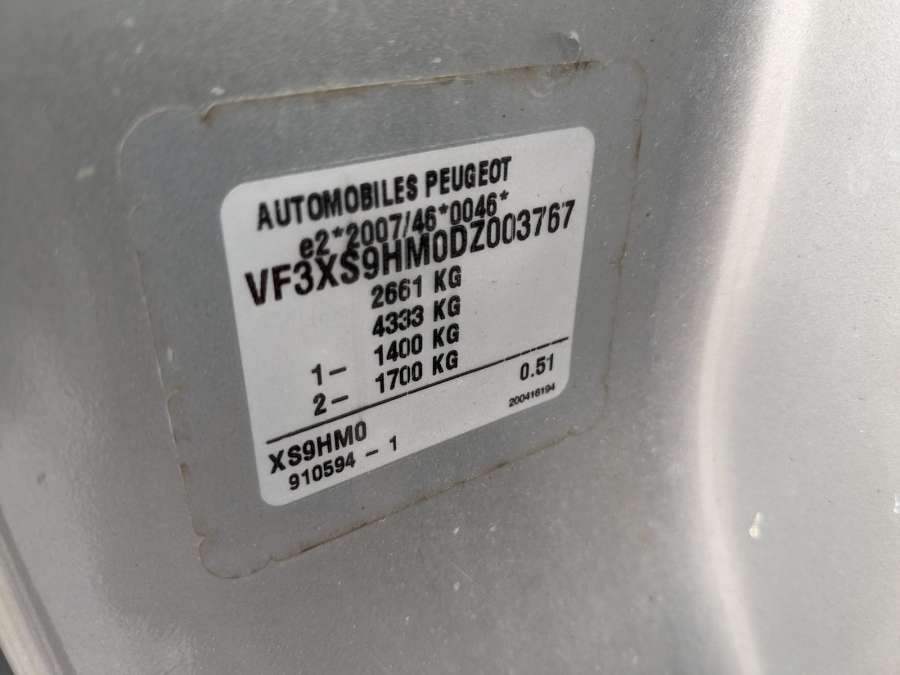 AUTOMOBILES PEUGEOT
e2*2007/46*0046*
VF3XS9HM0DZ003767
2661 KG
4333 KG
1- 1400 KG
2- 1700 KG
0.51
200416194
XS9HM0
910594 - 1